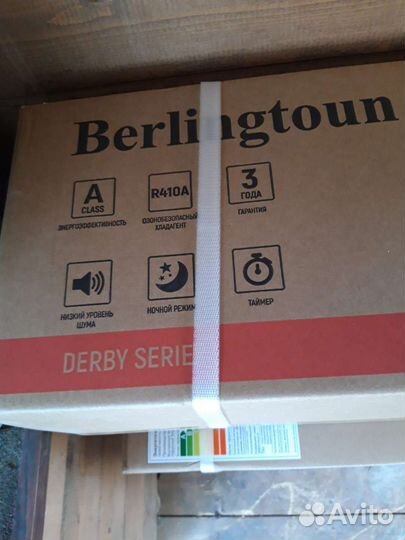 Berlingtoun
A
CLASS
ЭНЕРГОЭФФЕКТИВНОСТЬ
R410A
ОЗОНОБЕЗОПАСНЫЙ
ХЛАДАГЕНТ
3
ГОДА
ГАРАНТИЯ
НИЗКИЙ УРОВЕНЬ
ШУМА
НОЧНОЙ РЕЖИМ
ТАЙМЕР
DERBY SERIE
Avito